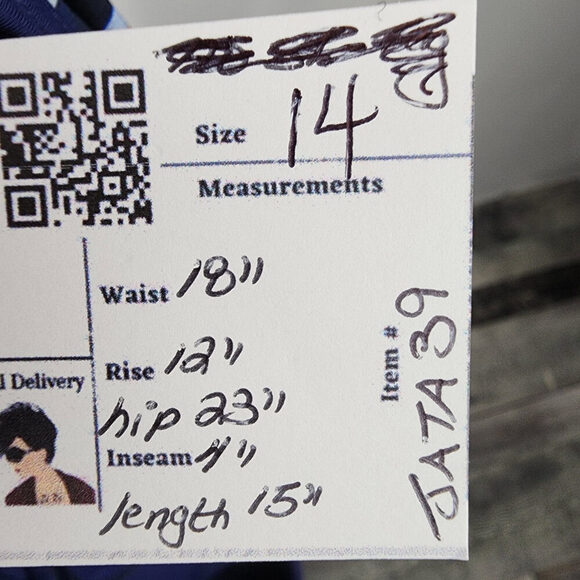 Size 14
Measurements
Waist 18"
Rise 12"
hip 23"
Inseam 4"
length 15"
l Delivery
Item # JATA39